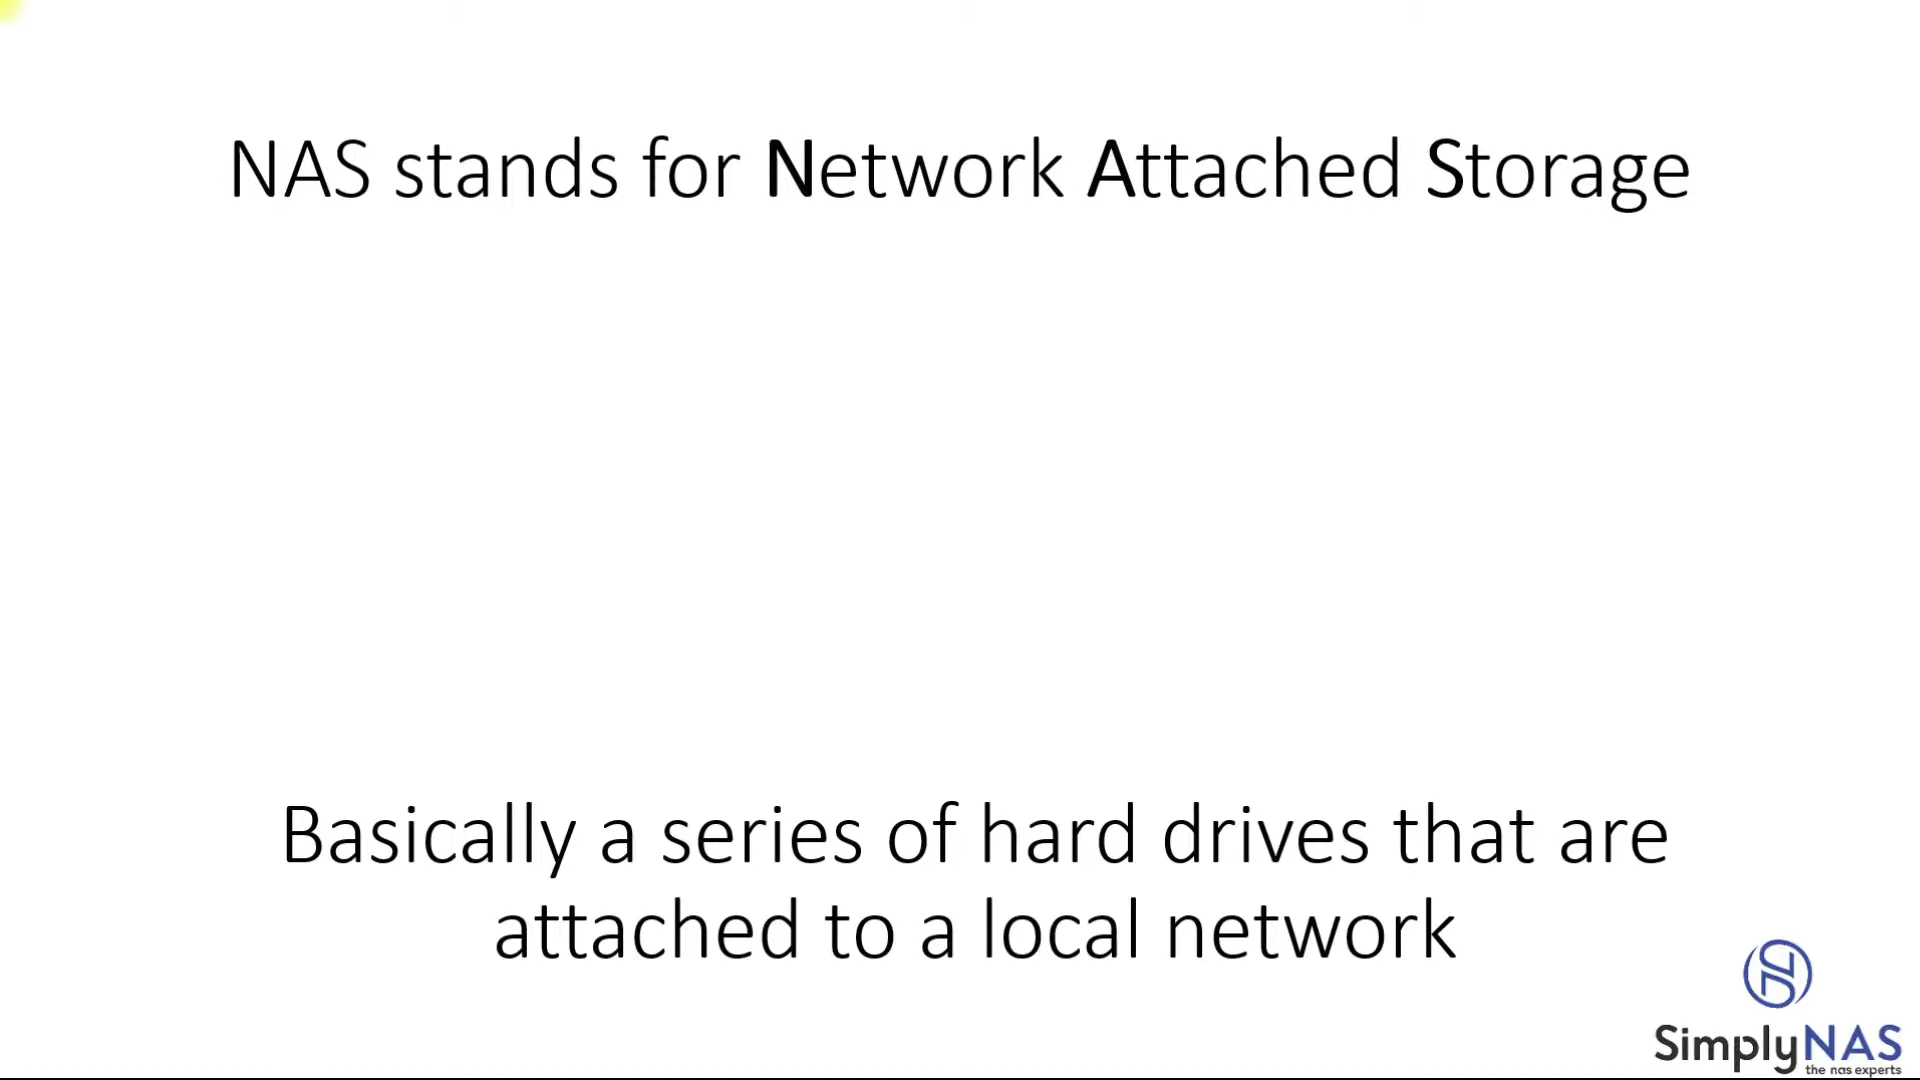 NAS stands for Network Attached Storage
Basically a series of hard drives that are
attached to a local network
SimplyNAS
the nas experts